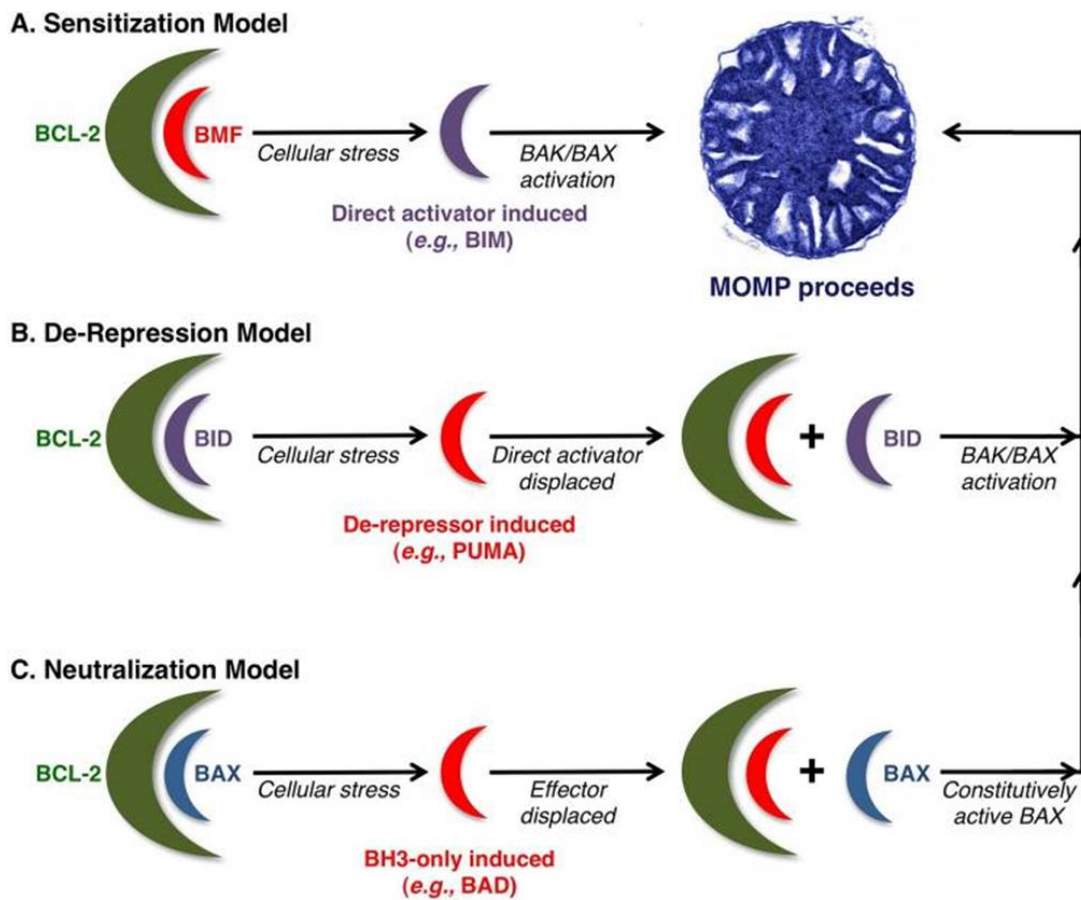 A. Sensitization Model
BCL-2
BMF
Cellular stress
Direct activator induced
(e.g., BIM)
BAK/BAX
activation
MOMP proceeds
B. De-Repression Model
BCL-2
BID
Cellular stress
De-repressor induced
(e.g., PUMA)
Direct activator
displaced
+
BID
BAK/BAX
activation
C. Neutralization Model
BCL-2
BAX
Cellular stress
BH3-only induced
(e.g., BAD)
Effector
displaced
+
BAX
Constitutively
active BAX